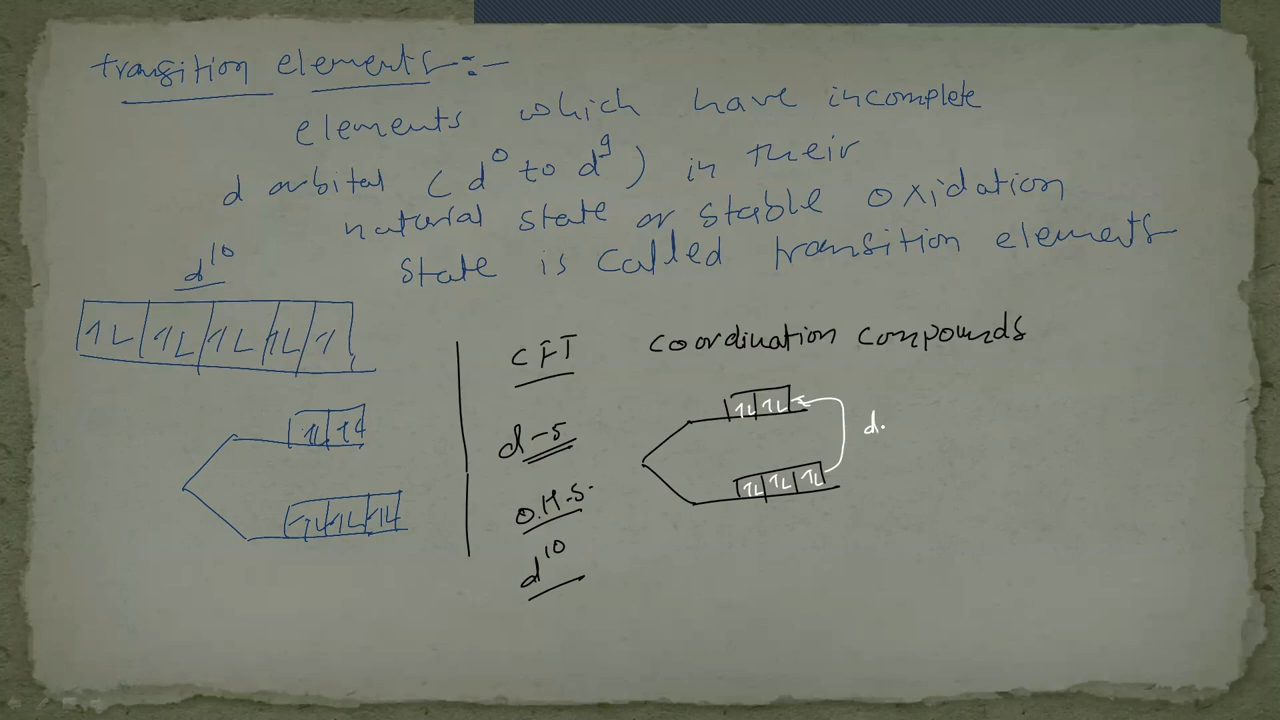 transition elements:-
elements which have incomplete
d orbital (d⁰ to d⁹) in their
natural state or stable oxidation
state is called transition elements
d¹⁰
CFT
coordination compounds
d-5
O.H.S.
d¹⁰
d.